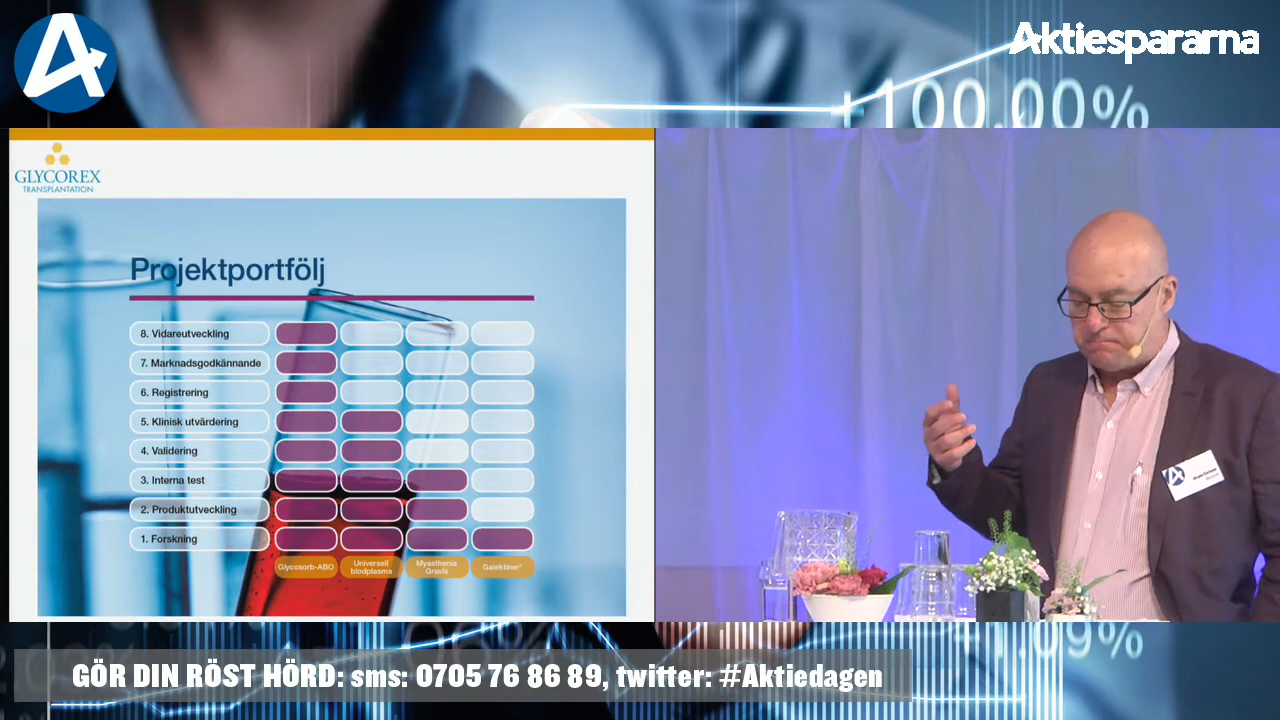 Aktiespararna
+100.00%
GLYCOREX
TRANSPLANTATION
Projektportfölj
8. Vidareutveckling
7. Marknadsgodkännande
6. Registrering
5. Klinisk utvärdering
4. Validering
3. Interna test
2. Produktutveckling
1. Forskning
Glycosorb-ABO
Universell
blodplasma
Myasthenia
Gravis
Galektiner*
+1.09%
GÖR DIN RÖST HÖRD: sms: 0705 76 86 89, twitter: #Aktiedagen